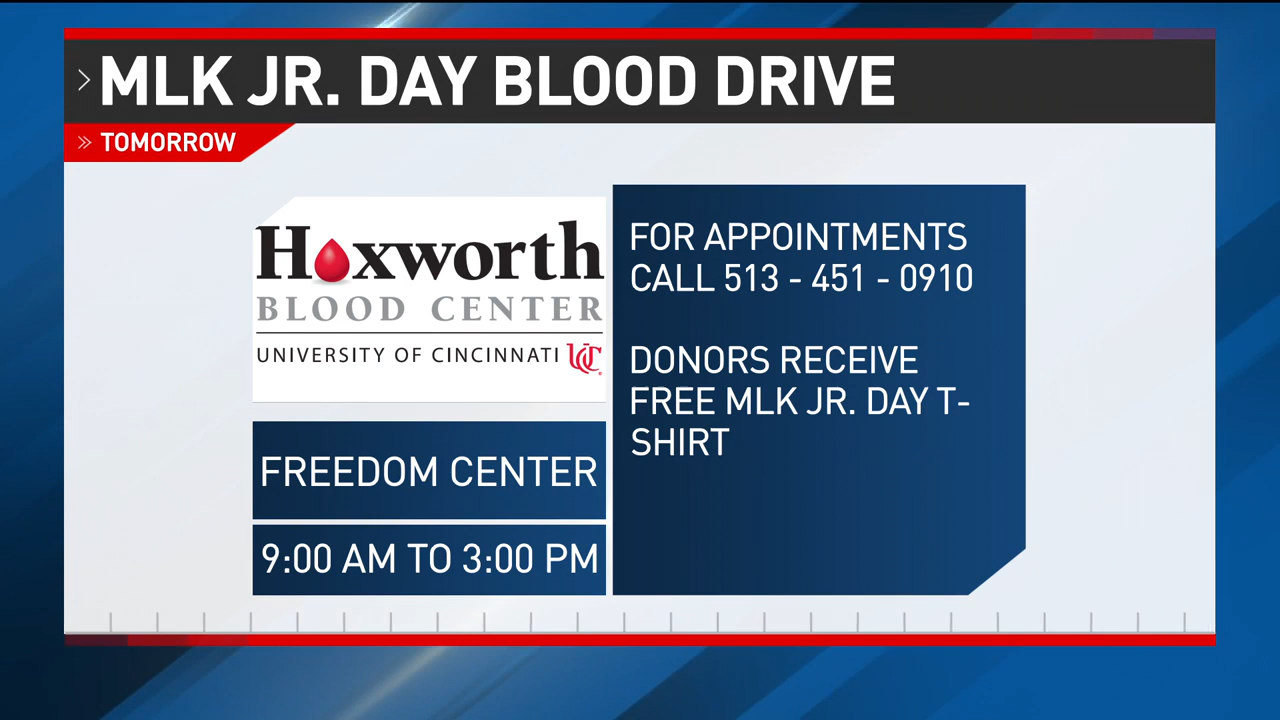 MLK JR. DAY BLOOD DRIVE
TOMORROW
Hoxworth
BLOOD CENTER
UNIVERSITY OF CINCINNATI UC
FREEDOM CENTER
9:00 AM TO 3:00 PM
FOR APPOINTMENTS
CALL 513 - 451 - 0910
DONORS RECEIVE
FREE MLK JR. DAY T-
SHIRT